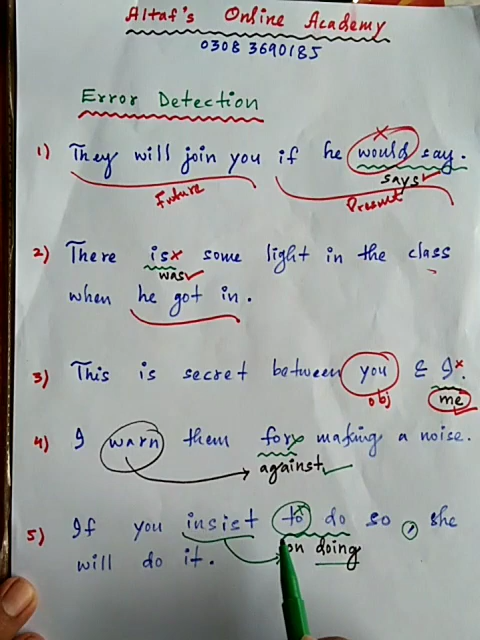 Altaf's Online Academy
0308 3690185
Error Detection
1) They will join you if he would say.
says
Future
Present
2) There is some light in the class
was
when he got in.
3) This is secret between you & I.
obj
me
4) I warn them for making a noise.
against
5) If you insist to do so, she
on doing
will do it.